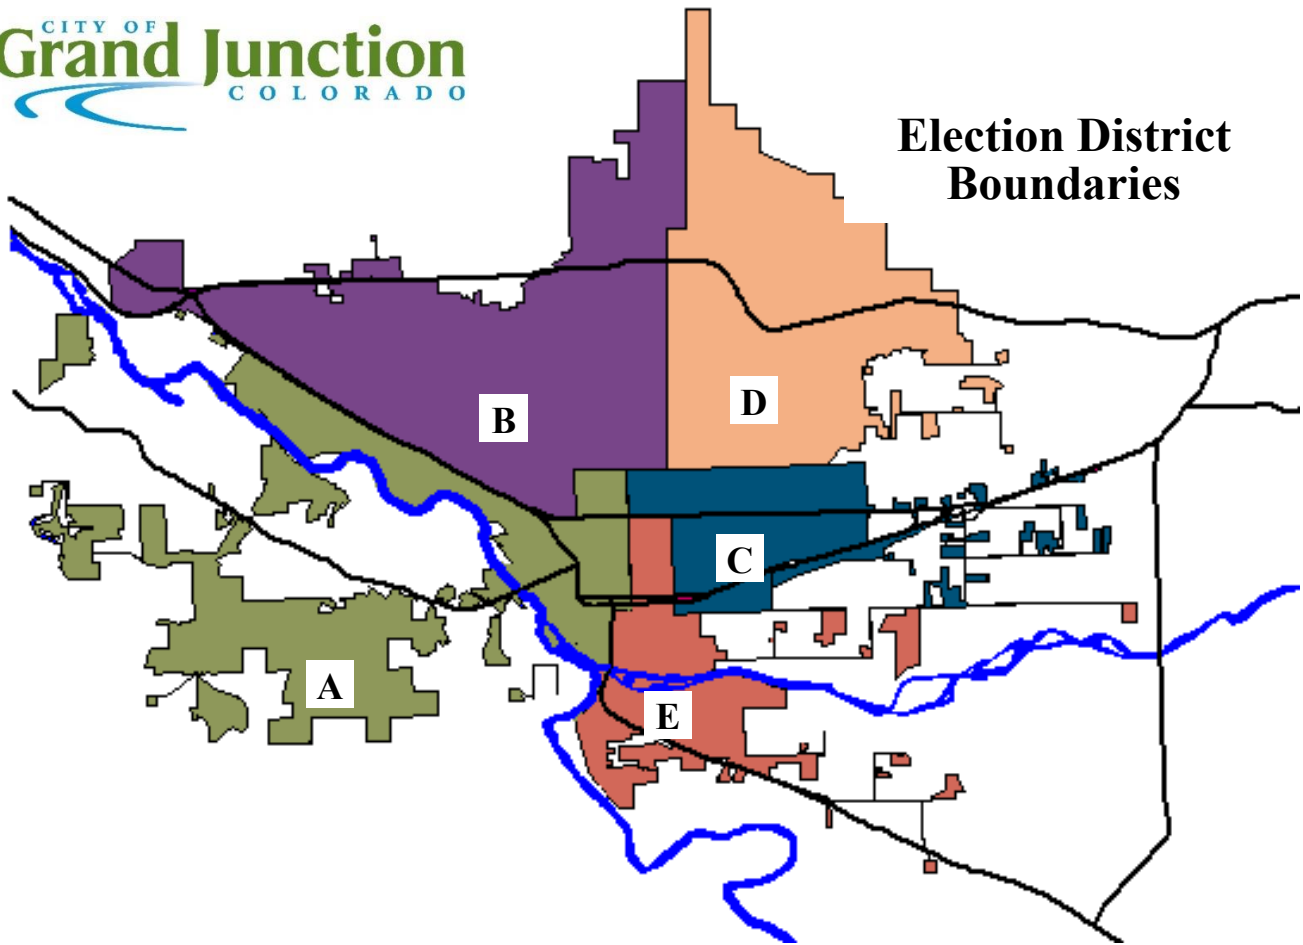 CITY OF
Grand Junction
COLORADO
Election District
Boundaries
B
D
C
A
E